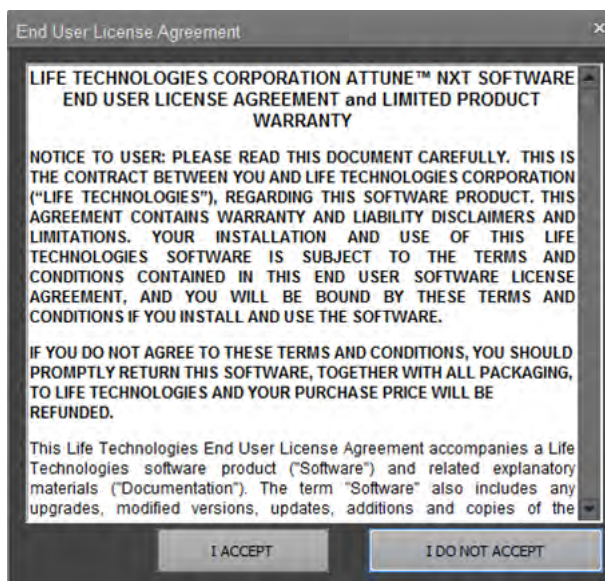 End User License Agreement
LIFE TECHNOLOGIES CORPORATION ATTUNE™ NXT SOFTWARE
END USER LICENSE AGREEMENT and LIMITED PRODUCT
WARRANTY
NOTICE TO USER: PLEASE READ THIS DOCUMENT CAREFULLY. THIS IS
THE CONTRACT BETWEEN YOU AND LIFE TECHNOLOGIES CORPORATION
("LIFE TECHNOLOGIES"), REGARDING THIS SOFTWARE PRODUCT. THIS
AGREEMENT CONTAINS WARRANTY AND LIABILITY DISCLAIMERS AND
LIMITATIONS. YOUR INSTALLATION AND USE OF THIS LIFE
TECHNOLOGIES SOFTWARE IS SUBJECT TO THE TERMS AND
CONDITIONS CONTAINED IN THIS END USER SOFTWARE LICENSE
AGREEMENT, AND YOU WILL BE BOUND BY THESE TERMS AND
CONDITIONS IF YOU INSTALL AND USE THE SOFTWARE.
IF YOU DO NOT AGREE TO THESE TERMS AND CONDITIONS, YOU SHOULD
PROMPTLY RETURN THIS SOFTWARE, TOGETHER WITH ALL PACKAGING,
TO LIFE TECHNOLOGIES AND YOUR PURCHASE PRICE WILL BE
REFUNDED.
This Life Technologies End User License Agreement accompanies a Life
Technologies software product ("Software") and related explanatory
materials ("Documentation"). The term "Software" also includes any
upgrades, modified versions, updates, additions and copies of the
I ACCEPT
I DO NOT ACCEPT